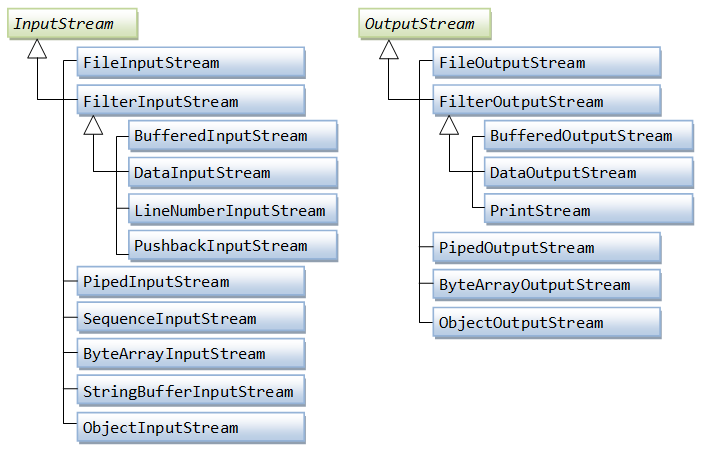 InputStream
FileInputStream
FilterInputStream
BufferedInputStream
DataInputStream
LineNumberInputStream
PushbackInputStream
PipedInputStream
SequenceInputStream
ByteArrayInputStream
StringBufferInputStream
ObjectInputStream
OutputStream
FileOutputStream
FilterOutputStream
BufferedOutputStream
DataOutputStream
PrintStream
PipedOutputStream
ByteArrayOutputStream
ObjectOutputStream